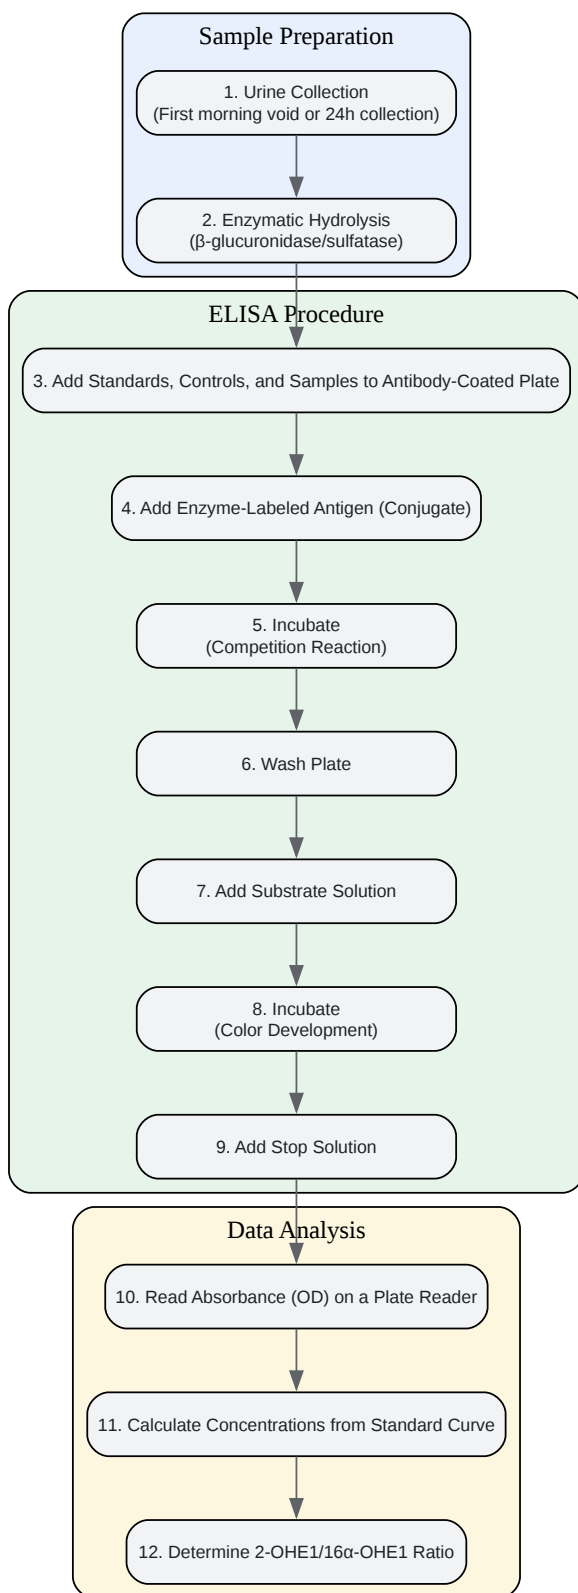 Sample Preparation
1. Urine Collection
(First morning void or 24h collection)
2. Enzymatic Hydrolysis
(β-glucuronidase/sulfatase)
ELISA Procedure
3. Add Standards, Controls, and Samples to Antibody-Coated Plate
4. Add Enzyme-Labeled Antigen (Conjugate)
5. Incubate
(Competition Reaction)
6. Wash Plate
7. Add Substrate Solution
8. Incubate
(Color Development)
9. Add Stop Solution
Data Analysis
10. Read Absorbance (OD) on a Plate Reader
11. Calculate Concentrations from Standard Curve
12. Determine 2-OHE1/16α-OHE1 Ratio